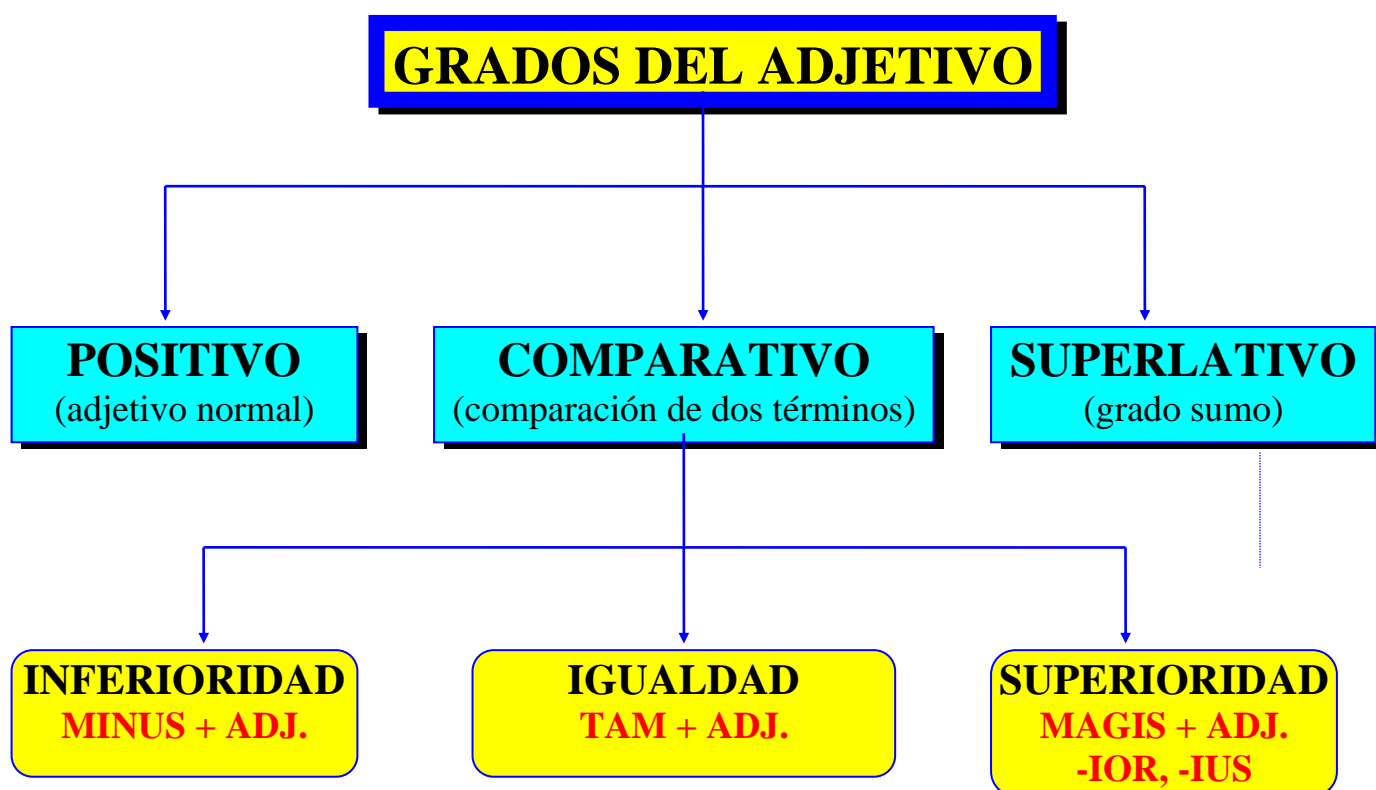 GRADOS DEL ADJETIVO
POSITIVO
(adjetivo normal)
COMPARATIVO
(comparación de dos términos)
SUPERLATIVO
(grado sumo)
INFERIORIDAD
MINUS + ADJ.
IGUALDAD
TAM + ADJ.
SUPERIORIDAD
MAGIS + ADJ.
-IOR, -IUS